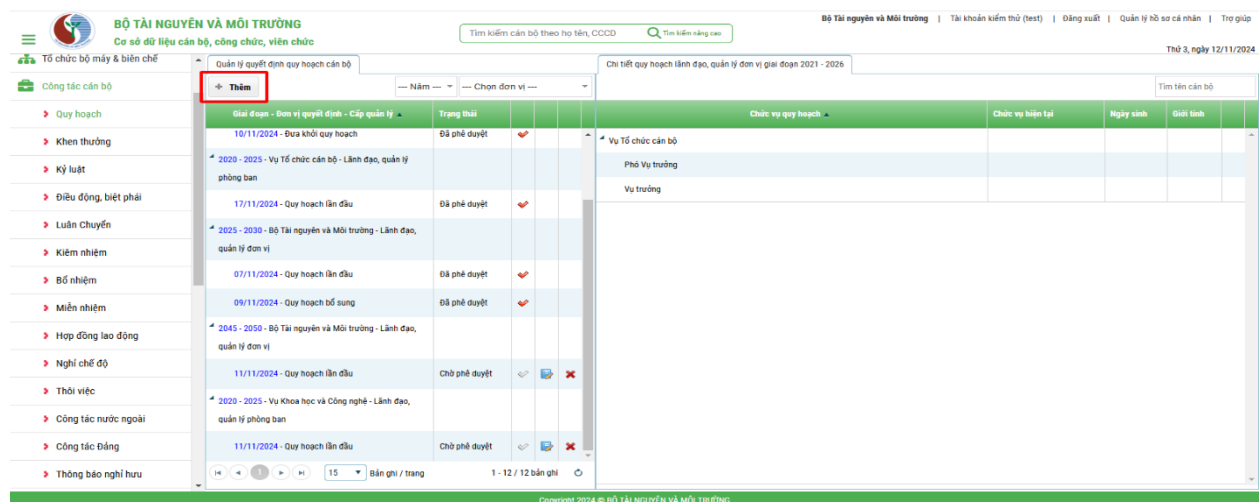 BỘ TÀI NGUYÊN VÀ MÔI TRƯỜNG
Cơ sở dữ liệu cán bộ, công chức, viên chức
Tìm kiếm cán bộ theo họ tên, CCCD
Tìm kiếm nâng cao
Bộ Tài nguyên và Môi trường | Tài khoản kiểm thử (test) | Đăng xuất | Quản lý hồ sơ cá nhân | Trợ giúp
Thứ 3, ngày 12/11/2024
Tổ chức bộ máy & biên chế
Công tác cán bộ
Quy hoạch
Khen thưởng
Kỷ luật
Điều động, biệt phái
Luân Chuyển
Kiêm nhiệm
Bổ nhiệm
Miễn nhiệm
Hợp đồng lao động
Nghỉ chế độ
Thôi việc
Công tác nước ngoài
Công tác Đảng
Thông báo nghỉ hưu
Quản lý quyết định quy hoạch cán bộ
Thêm
--- Năm ---
--- Chọn đơn vị ---
Giai đoạn - Đơn vị quyết định - Cấp quản lý
Trạng thái
10/11/2024 - Đưa khỏi quy hoạch
Đã phê duyệt
2020 - 2025 - Vụ Tổ chức cán bộ - Lãnh đạo, quản lý
phòng ban
17/11/2024 - Quy hoạch lần đầu
Đã phê duyệt
2025 - 2030 - Bộ Tài nguyên và Môi trường - Lãnh đạo,
quản lý đơn vị
07/11/2024 - Quy hoạch lần đầu
Đã phê duyệt
09/11/2024 - Quy hoạch bổ sung
Đã phê duyệt
2045 - 2050 - Bộ Tài nguyên và Môi trường - Lãnh đạo,
quản lý đơn vị
11/11/2024 - Quy hoạch lần đầu
Chờ phê duyệt
2020 - 2025 - Vụ Khoa học và Công nghệ - Lãnh đạo,
quản lý phòng ban
11/11/2024 - Quy hoạch lần đầu
Chờ phê duyệt
1
15
Bản ghi / trang
1 - 12 / 12 bản ghi
Chi tiết quy hoạch lãnh đạo, quản lý đơn vị giai đoạn 2021 - 2026
Tìm tên cán bộ
Chức vụ quy hoạch
Chức vụ hiện tại
Ngày sinh
Giới tính
Vụ Tổ chức cán bộ
Phó Vụ trưởng
Vụ trưởng
Copyright 2024 © BỘ TÀI NGUYÊN VÀ MÔI TRƯỜNG